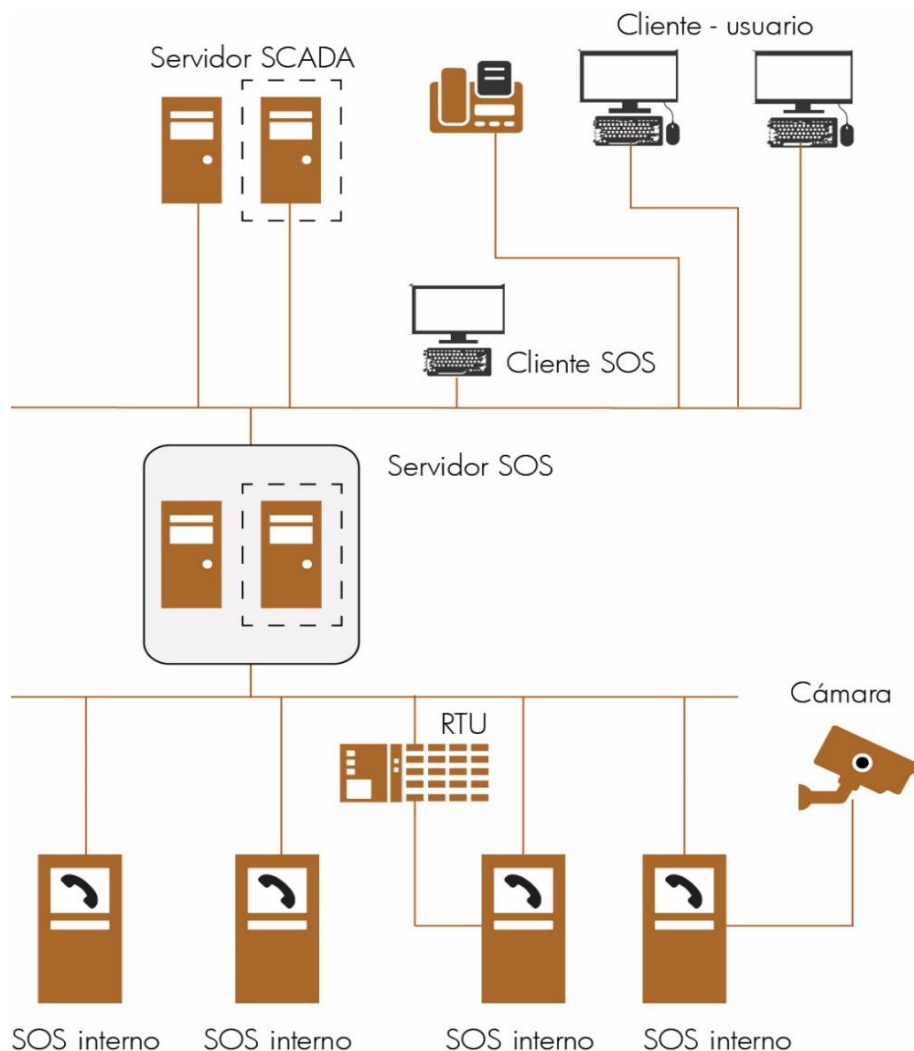 Cliente - usuario
Servidor SCADA
Cliente SOS
Servidor SOS
Cámara
RTU
SOS interno
SOS interno
SOS interno
SOS interno